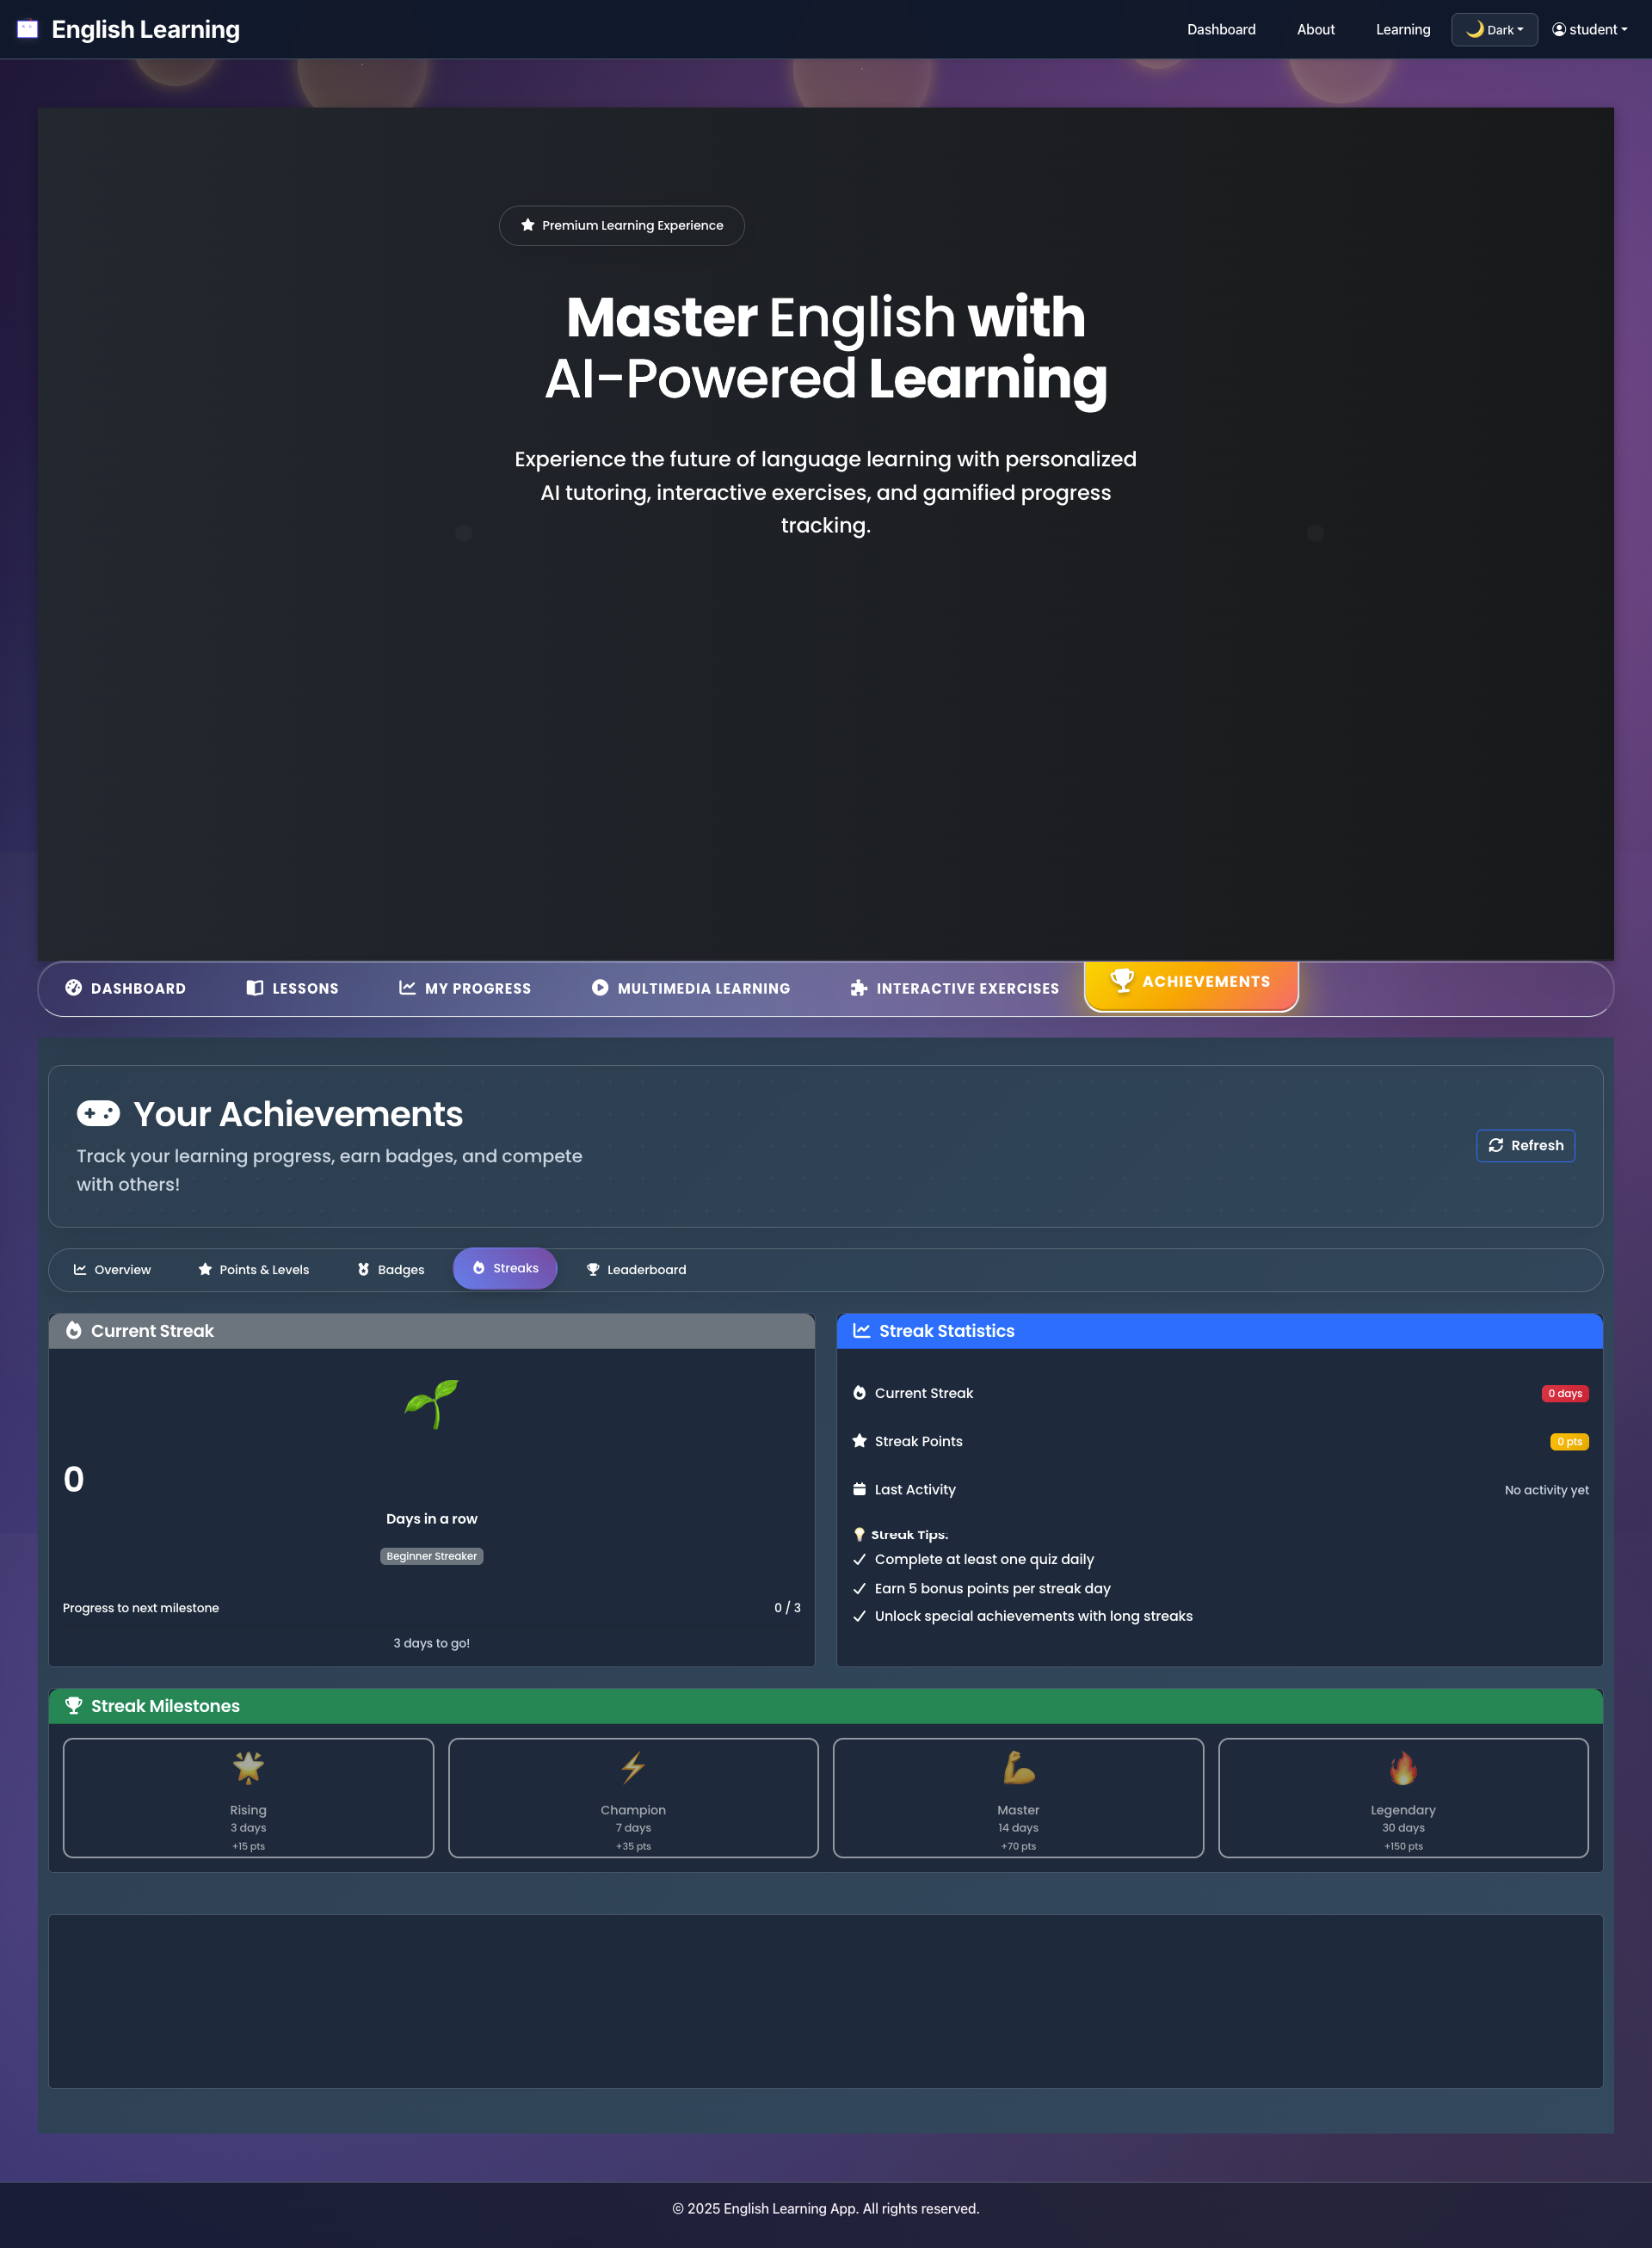 English Learning
Dashboard
About
Learning
Dark
student
Premium Learning Experience
Master English with
AI-Powered Learning
Experience the future of language learning with personalized
AI tutoring, interactive exercises, and gamified progress
tracking.
DASHBOARD
LESSONS
MY PROGRESS
MULTIMEDIA LEARNING
INTERACTIVE EXERCISES
ACHIEVEMENTS
Your Achievements
Track your learning progress, earn badges, and compete
with others!
Refresh
Overview
Points & Levels
Badges
Streaks
Leaderboard
Current Streak
0
Days in a row
Beginner Streaker
Progress to next milestone
0 / 3
3 days to go!
Streak Statistics
Current Streak
0 days
Streak Points
0 pts
Last Activity
No activity yet
Streak Tips:
Complete at least one quiz daily
Earn 5 bonus points per streak day
Unlock special achievements with long streaks
Streak Milestones
Rising
3 days
+15 pts
Champion
7 days
+35 pts
Master
14 days
+70 pts
Legendary
30 days
+150 pts
© 2025 English Learning App. All rights reserved.